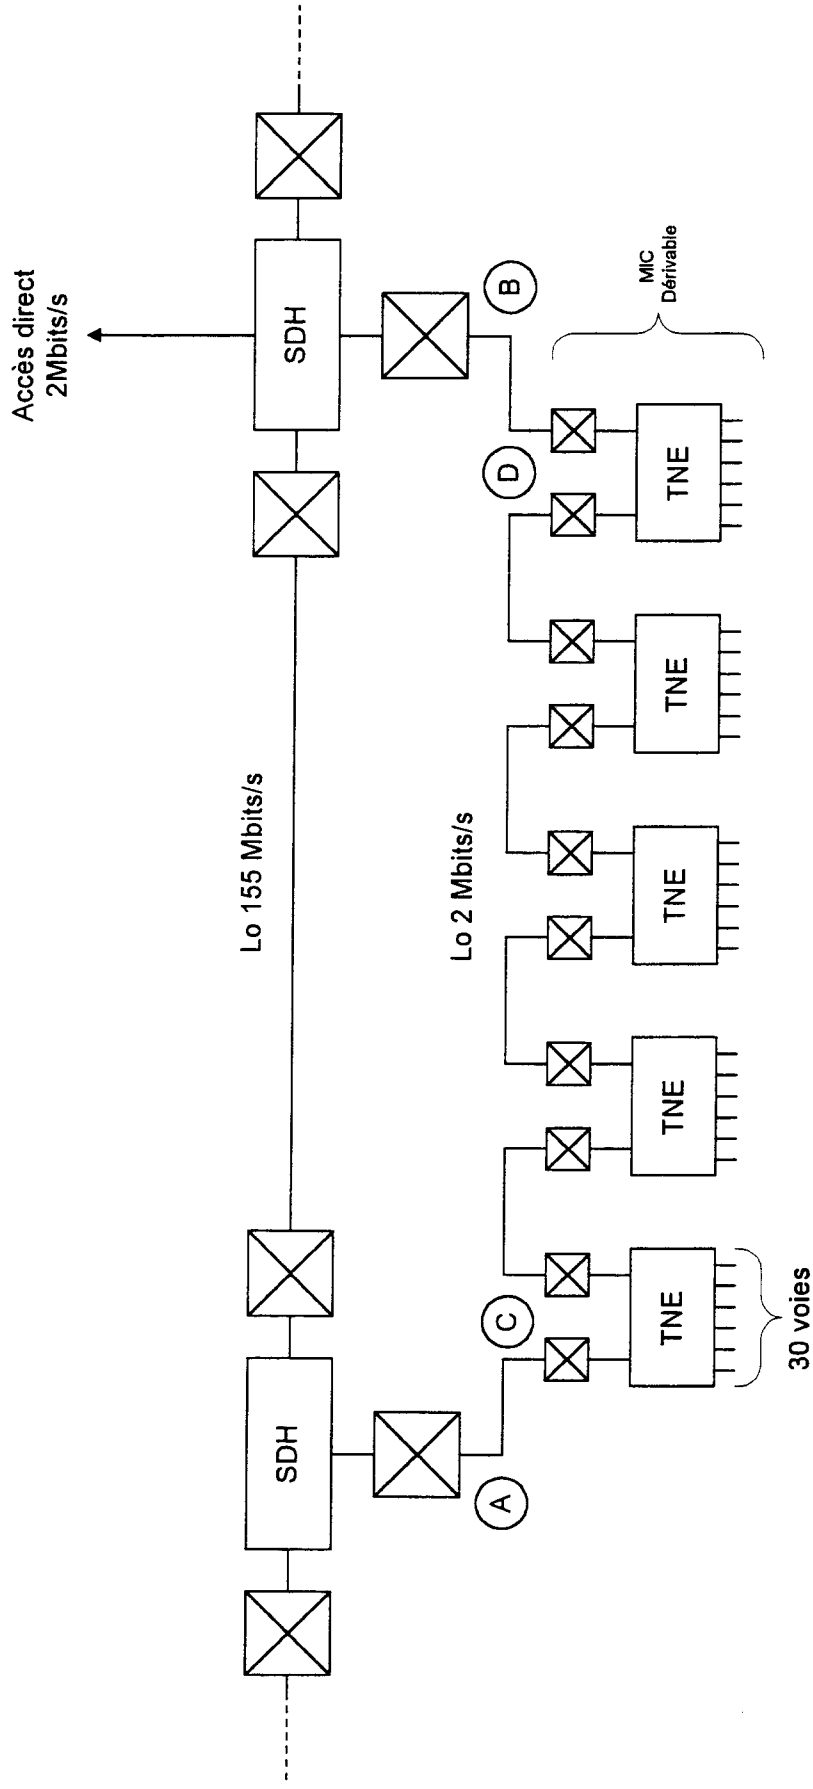 Accès direct
2Mbits/s
SDH
SDH
Lo 155 Mbits/s
A
B
C
D
Lo 2 Mbits/s
MIC
Dérivable
TNE
TNE
TNE
TNE
TNE
30 voies